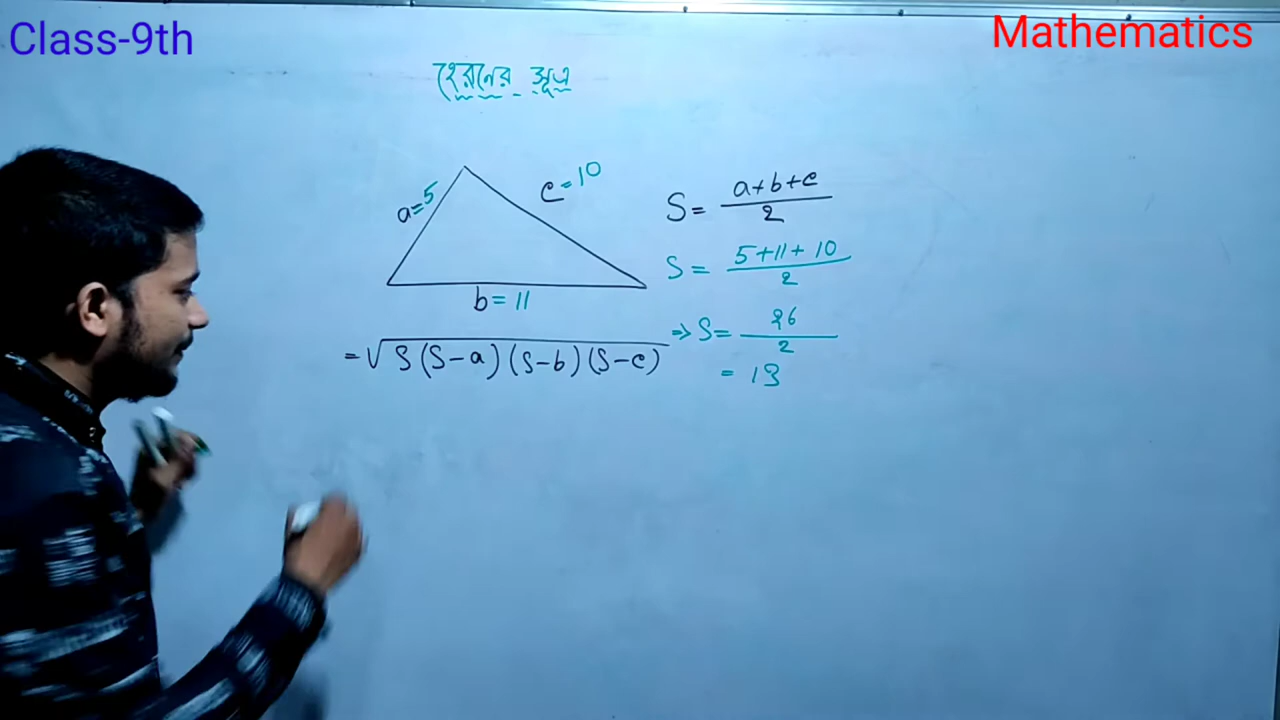 Class-9th
Mathematics
হেরনের সূত্র
a=5
c=10
b=11
=√S(S-a)(S-b)(S-c)
S= a+b+c / 2
S= 5+11+10 / 2
⇒ S= 26 / 2
= 13